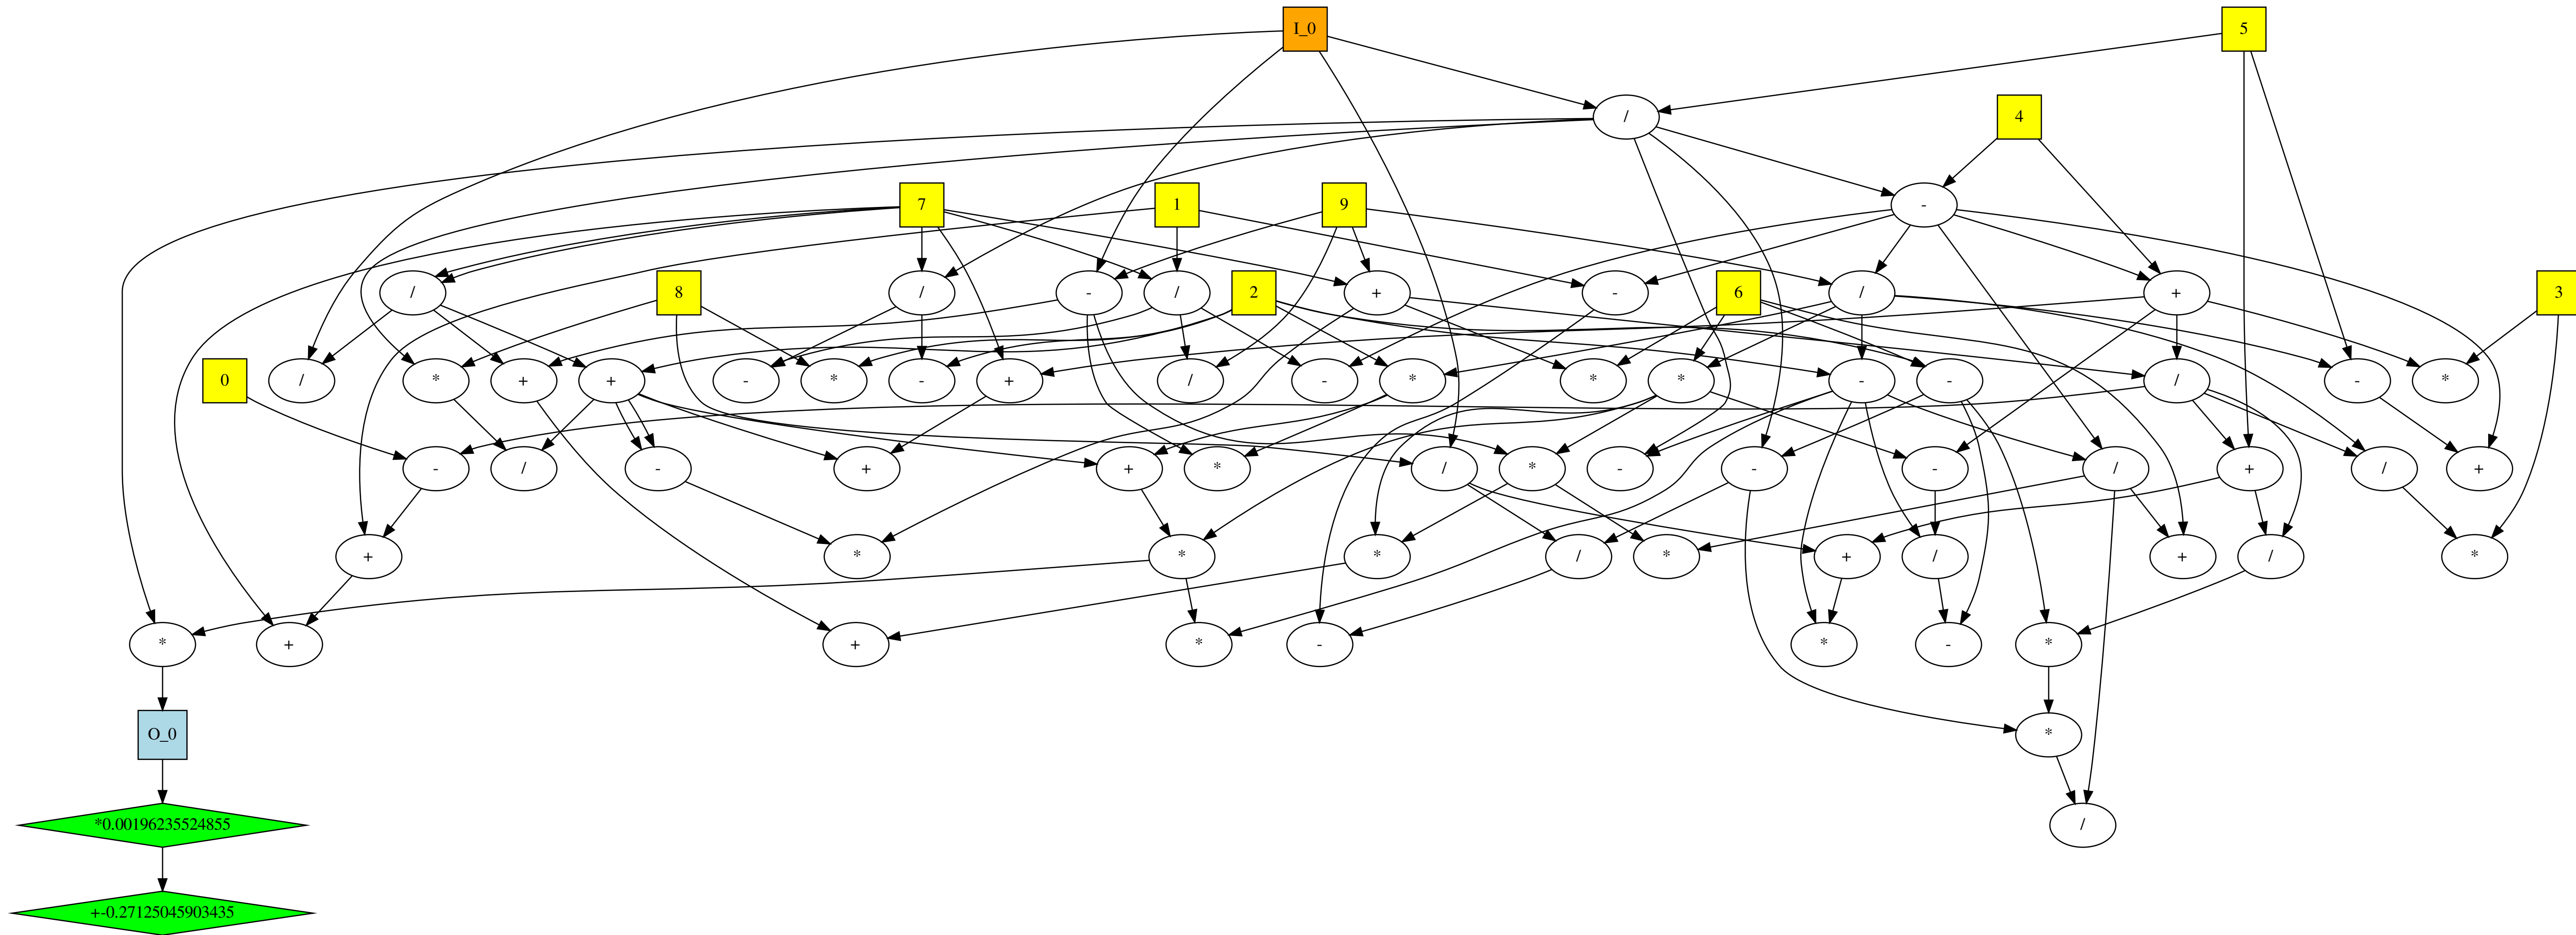 I_0 5
/ 4
7 1 9 -
/ 8 / - / 2 + - 6 / + 3
0 / * + + - * - + / - * * * - - / - *
- / - + + * / * - - - / + / +
+ * * * / * + / + / *
* + + * - * - *
O_0 *
*0.00196235524855 /
+-0.27125045903435